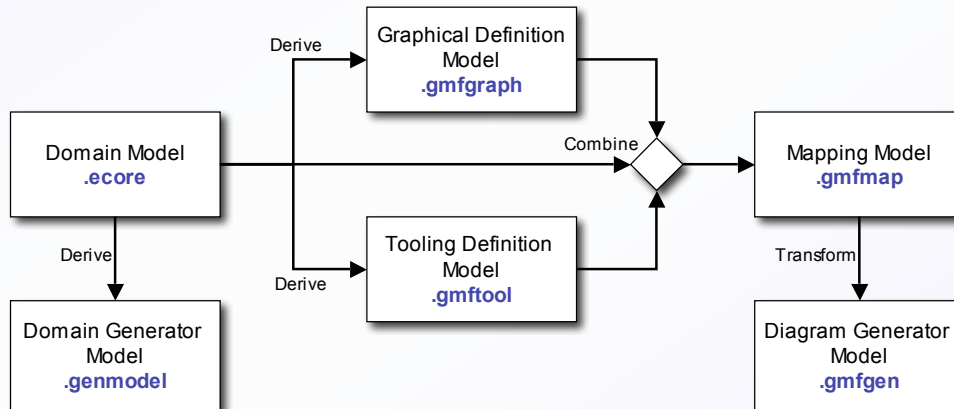 Derive
Graphical Definition
Model
.gmfgraph
Domain Model
.ecore
Combine
Mapping Model
.gmfmap
Derive
Derive
Tooling Definition
Model
.gmftool
Transform
Domain Generator
Model
.genmodel
Diagram Generator
Model
.gmfgen